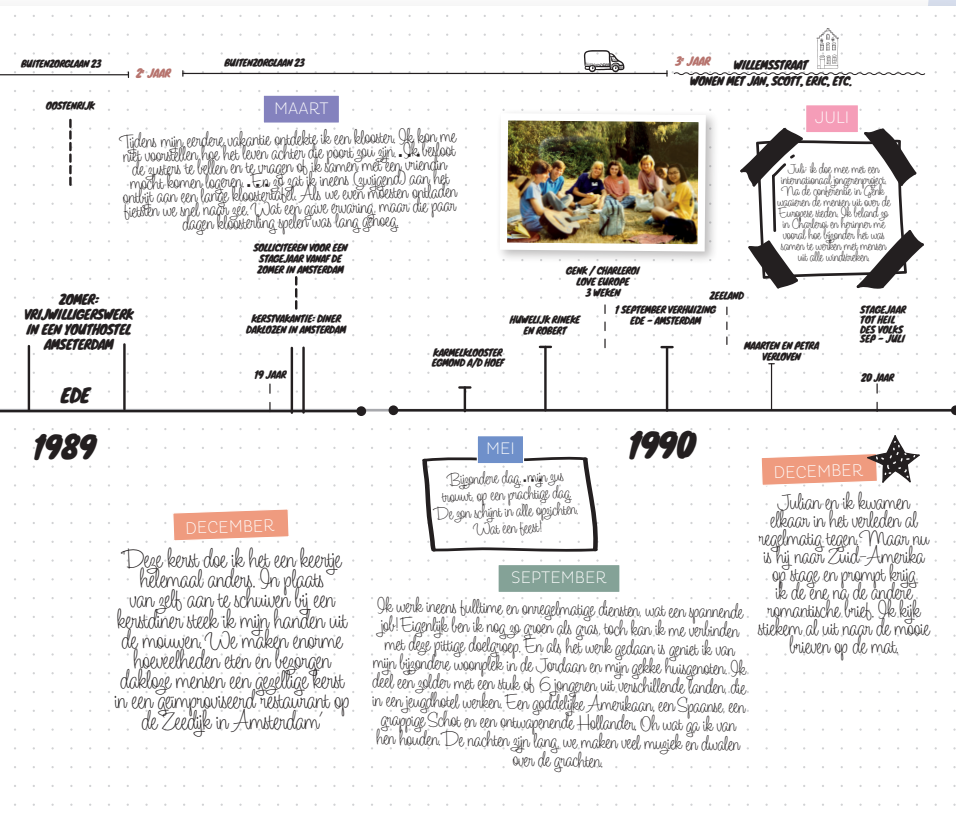 BUITENZORGLAAN 23
2e JAAR
BUITENZORGLAAN 23
3e JAAR
WILLEMSSTRAAT
WONEN MET JAN, SCOTT, ERIC, ETC.
OOSTENRIJK
MAART
Tijdens mijn eerdere vakantie ontdekte ik een klooster. Ik kon me
niet voorstellen hoe het leven achter die poort zou zijn. Ik besloot
de zusters te bellen en te vragen of ik samen met een vriendin
mocht komen logeren. En zo zat ik ineens (zwijgend) aan het
ontbijt aan een lange kloostertafel. Als we even moesten ontladen
fietsten we snel naar zee. Wat een gave ervaring, maar die paar
dagen kloosterling spelen was lang genoeg.
JULI
Juli: ik doe mee met een
internationaal jongerenproject.
Na de conferentie in Genk
waaieren de mensen uit over de
Europese steden. Ik beland zo
in Charleroi en herinner me
vooral hoe bijzonder het was
samen te werken met mensen
uit alle windstreken.
SOLLICITEREN VOOR EEN
STAGEJAAR VANAF DE
ZOMER IN AMSTERDAM
KERSTVAKANTIE: DINER
DAKLOZEN IN AMSTERDAM
ZOMER:
VRIJWILLIGERSWERK
IN EEN YOUTHOSTEL
AMSETERDAM
19 JAAR
EDE
KARMELKLOOSTER
EGMOND A/D HOEF
HUWELIJK RINEKE
EN ROBERT
GENK / CHARLEROI
LOVE EUROPE
3 WEKEN
1 SEPTEMBER VERHUIZING
EDE - AMSTERDAM
ZEELAND
MAARTEN EN PETRA
VERLOVEN
STAGEJAAR
TOT HEIL
DES VOLKS
SEP - JULI
20 JAAR
1989
1990
DECEMBER
Deze kerst doe ik het een keertje
helemaal anders. In plaats
van zelf aan te schuiven bij een
kerstdiner steek ik mijn handen uit
de mouwen. We maken enorme
hoeveelheden eten en bezorgen
dakloze mensen een gezellige kerst
in een geïmproviseerd restaurant op
de Zeedijk in Amsterdam
MEI
Bijzondere dag, mijn zus
trouwt, op een prachtige dag.
De zon schijnt in alle opzichten.
Wat een feest!
SEPTEMBER
Ik werk ineens fulltime en onregelmatige diensten, wat een spannende
job! Eigenlijk ben ik nog zo groen als gras, toch kan ik me verbinden
met deze pittige doelgroep. En als het werk gedaan is geniet ik van
mijn bijzondere woonplek in de Jordaan en mijn gekke huisgenoten. Ik
deel een zolder met een stuk of 6 jongeren uit verschillende landen, die
in een jeugdhotel werken. Een goddelijke Amerikaan, een Spaanse, een
grappige Schot en een ontwapenende Hollander. Oh wat ga ik van
hen houden. De nachten zijn lang, we maken veel muziek en dwalen
over de grachten.
DECEMBER
Julian en ik kwamen
elkaar in het verleden al
regelmatig tegen. Maar nu
is hij naar Zuid-Amerika
op stage en prompt krijg
ik de ene na de andere
romantische brief. Ik kijk
stiekem al uit naar de mooie
brieven op de mat.